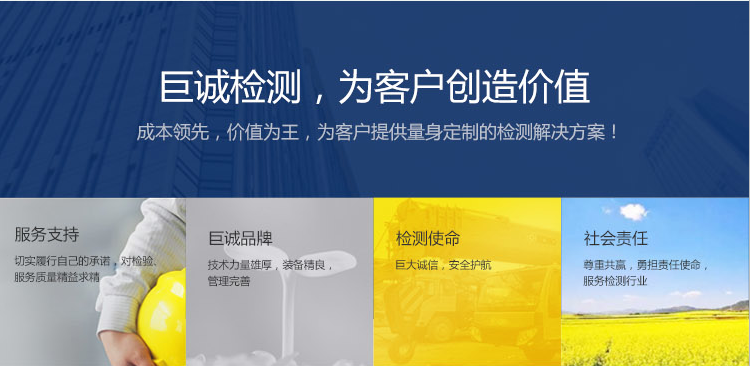 巨诚检测，为客户创造价值
成本领先，价值为王，为客户提供量身定制的检测解决方案！
服务支持
切实履行自己的承诺，对检验、
服务质量精益求精
巨诚品牌
技术力量雄厚，装备精良，
管理完善
检测使命
巨大诚信，安全护航
社会责任
尊重共赢，勇担责任使命，
服务检测行业